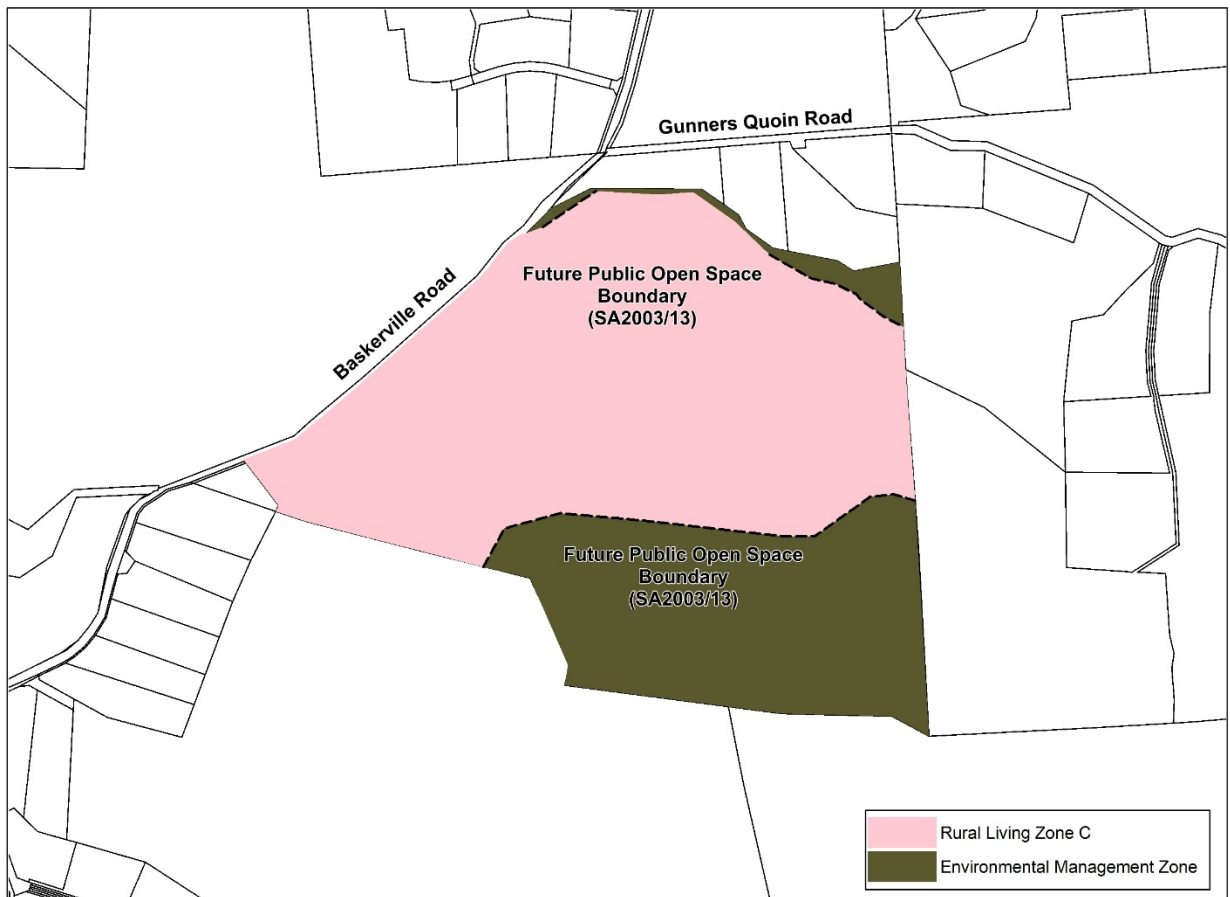 Gunners Quoin Road
Baskerville Road
Future Public Open Space
Boundary
(SA2003/13)
Future Public Open Space
Boundary
(SA2003/13)
Rural Living Zone C
Environmental Management Zone